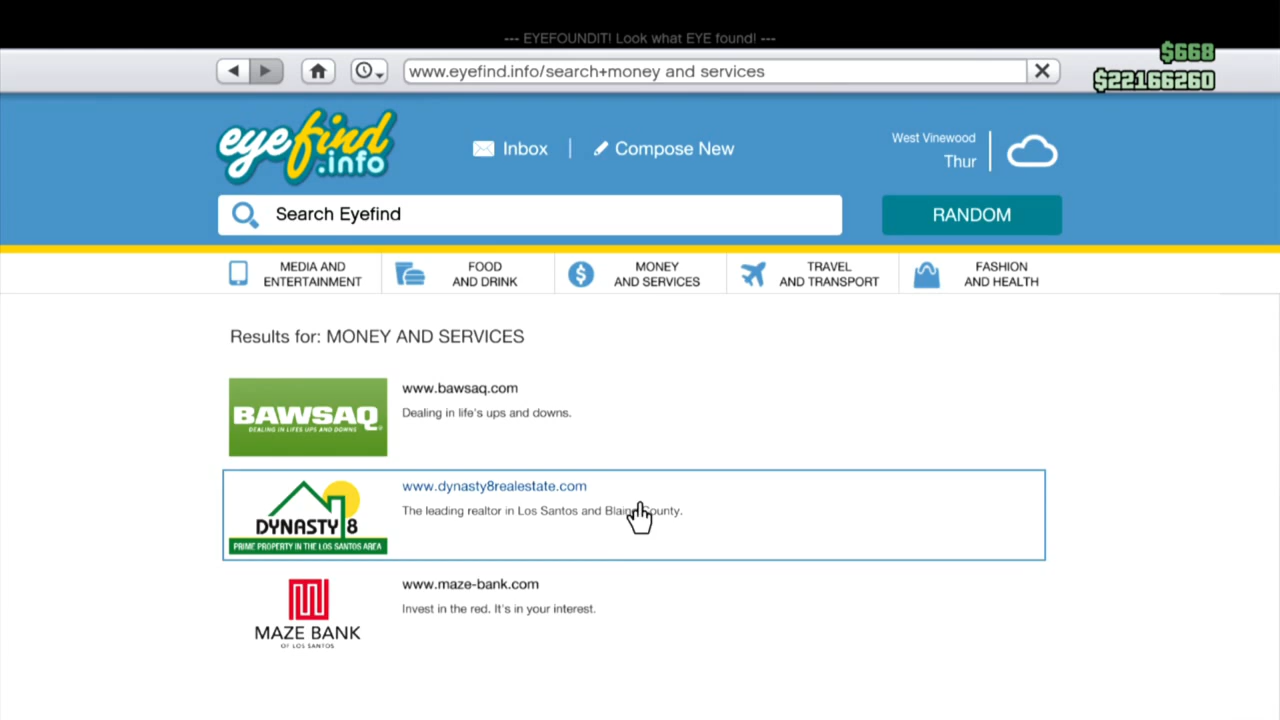 --- EYEFOUNDIT! Look what EYE found! ---
$668
www.eyefind.info/search+money and services
$22166260
eyefind
.info
Inbox
Compose New
West Vinewood
Thur
Search Eyefind
RANDOM
MEDIA AND
ENTERTAINMENT
FOOD
AND DRINK
MONEY
AND SERVICES
TRAVEL
AND TRANSPORT
FASHION
AND HEALTH
Results for: MONEY AND SERVICES
BAWSAQ
DEALING IN LIFES UPS AND DOWNS
www.bawsaq.com
Dealing in life's ups and downs.
DYNASTY 8
PRIME PROPERTY IN THE LOS SANTOS AREA
www.dynasty8realestate.com
The leading realtor in Los Santos and Blaine County.
MAZE BANK
OF LOS SANTOS
www.maze-bank.com
Invest in the red. It's in your interest.